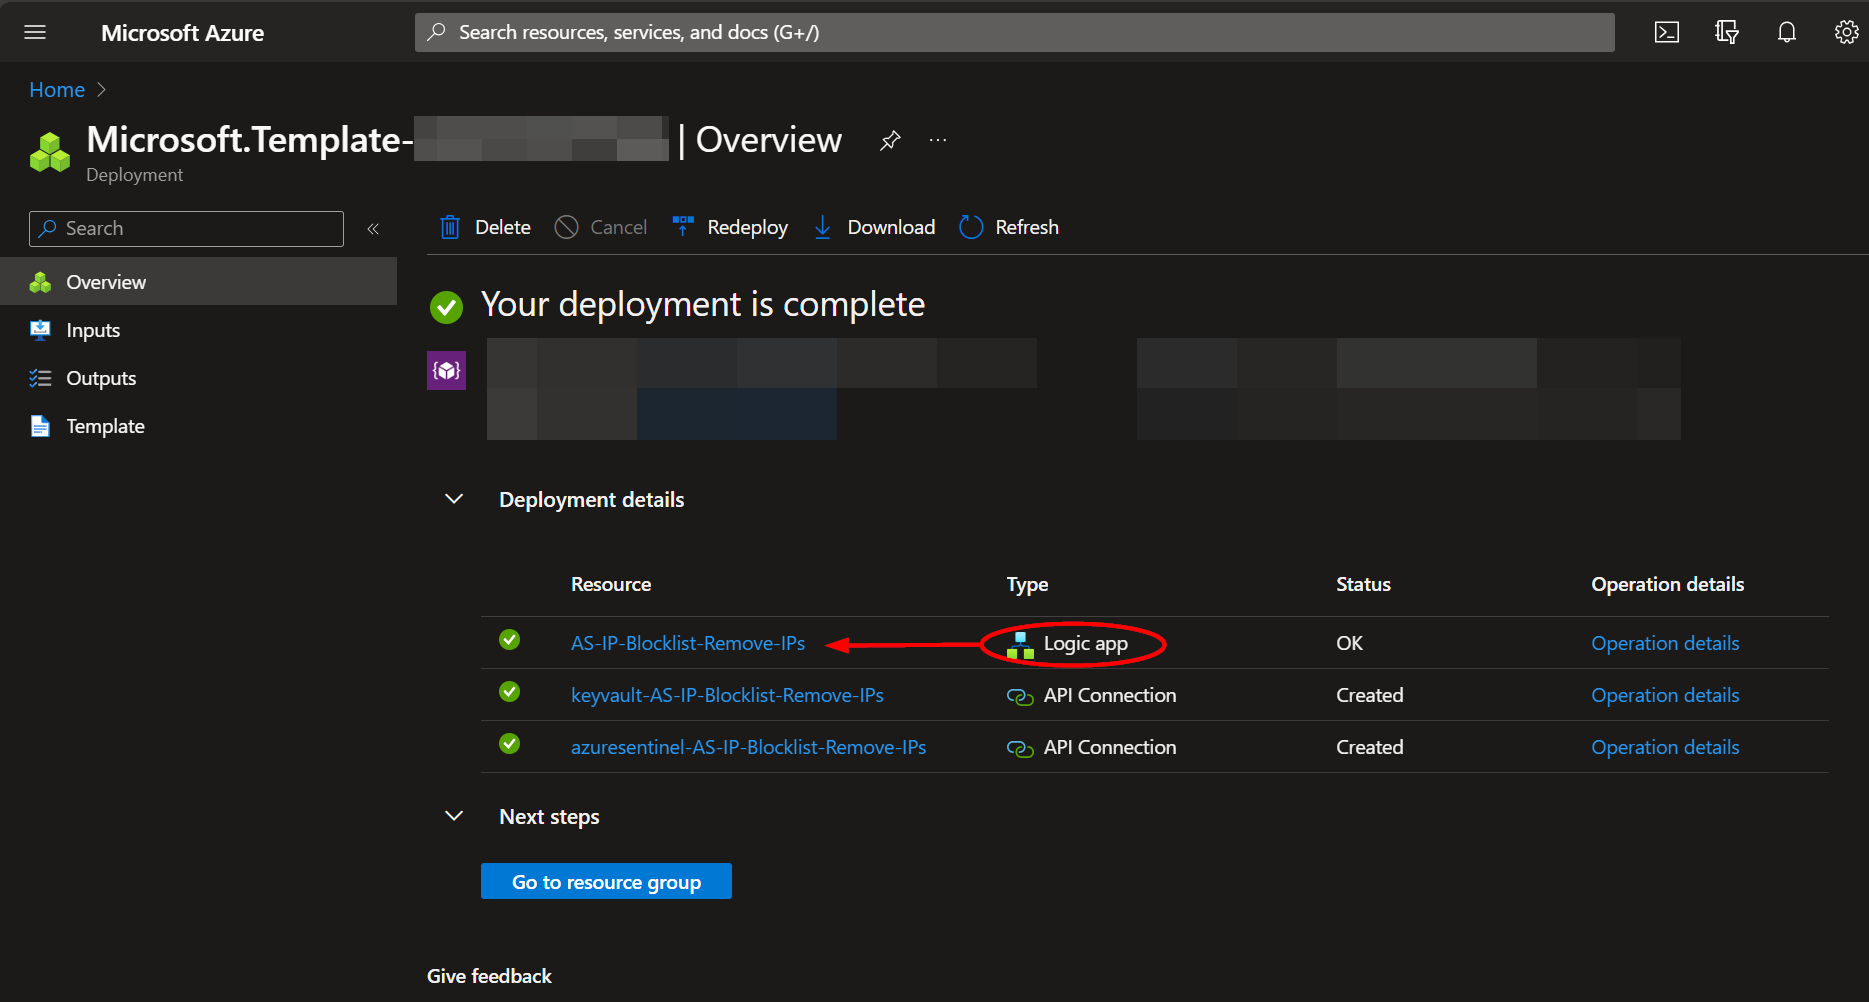 Microsoft Azure
Search resources, services, and docs (G+/)
Home
Microsoft.Template- | Overview
Deployment
Search
Overview
Inputs
Outputs
Template
Delete Cancel Redeploy Download Refresh
Your deployment is complete
Deployment details
Resource Type Status Operation details
AS-IP-Blocklist-Remove-IPs Logic app OK Operation details
keyvault-AS-IP-Blocklist-Remove-IPs API Connection Created Operation details
azuresentinel-AS-IP-Blocklist-Remove-IPs API Connection Created Operation details
Next steps
Go to resource group
Give feedback